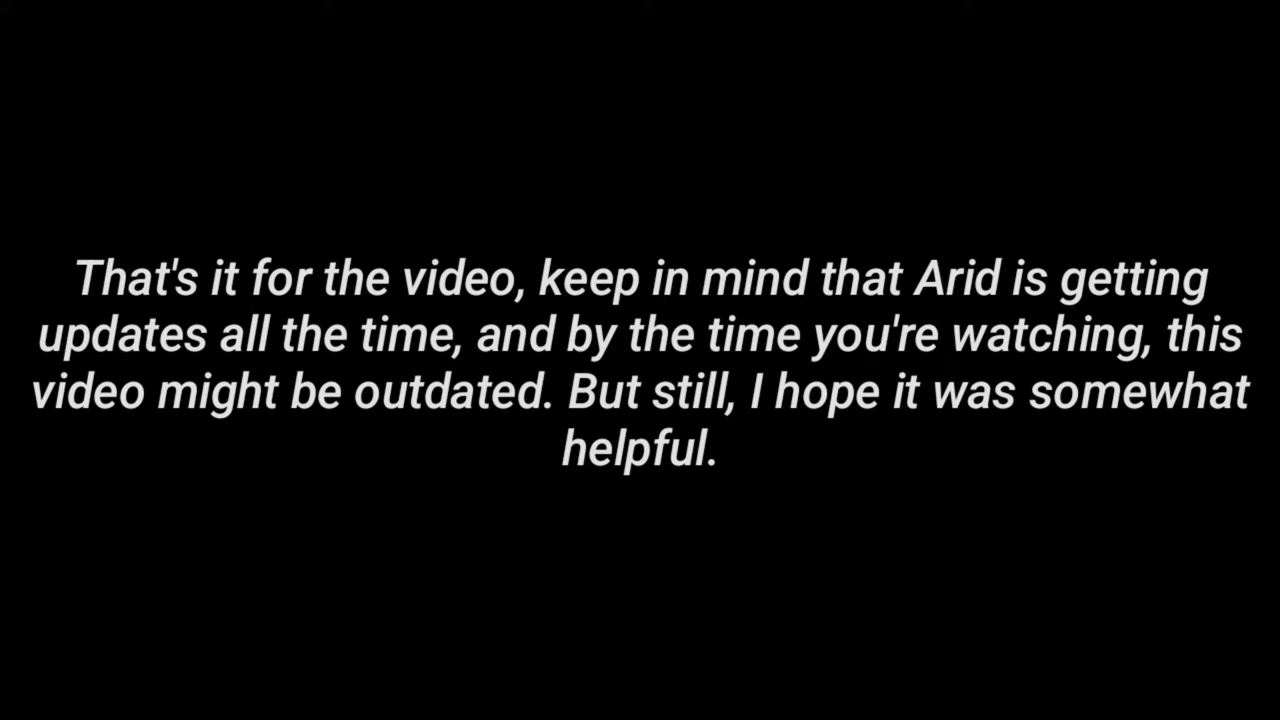 That's it for the video, keep in mind that Arid is getting
updates all the time, and by the time you're watching, this
video might be outdated. But still, I hope it was somewhat
helpful.